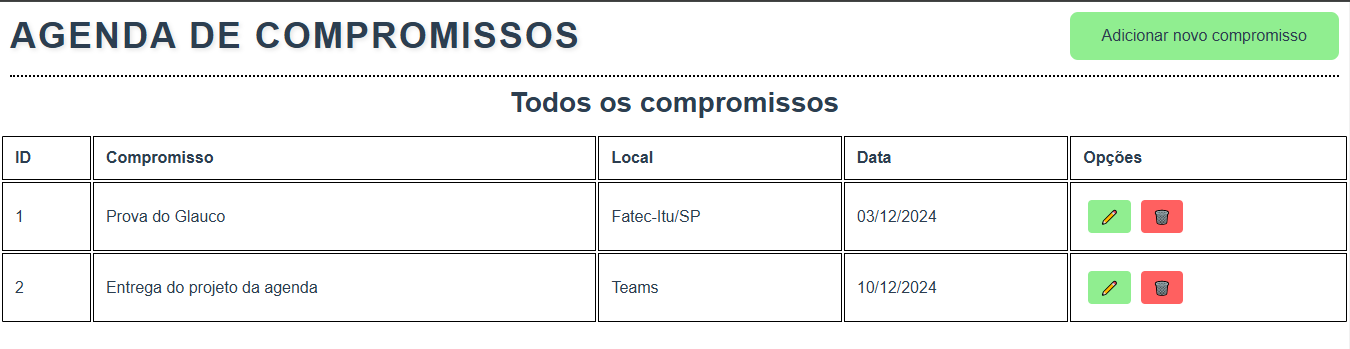 AGENDA DE COMPROMISSOS
Adicionar novo compromisso
Todos os compromissos
ID Compromisso Local Data Opções
1 Prova do Glauco Fatec-Itu/SP 03/12/2024
2 Entrega do projeto da agenda Teams 10/12/2024